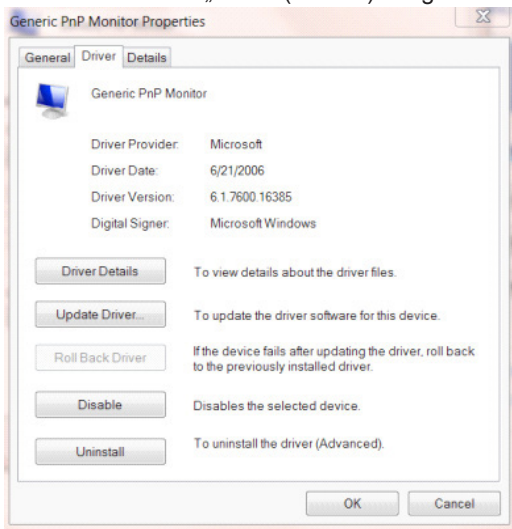 Generic PnP Monitor Properties
General Driver Details
Generic PnP Monitor
Driver Provider: Microsoft
Driver Date: 6/21/2006
Driver Version: 6.1.7600.16385
Digital Signer: Microsoft Windows
Driver Details To view details about the driver files.
Update Driver... To update the driver software for this device.
Roll Back Driver If the device fails after updating the driver, roll back
to the previously installed driver.
Disable Disables the selected device.
Uninstall To uninstall the driver (Advanced).
OK Cancel